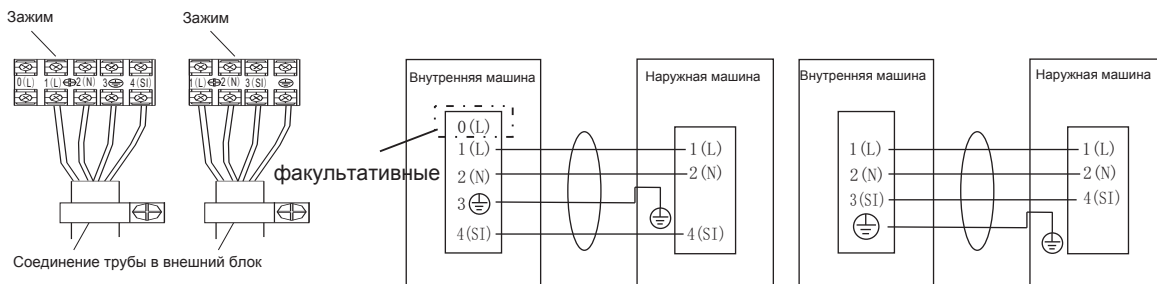 Зажим
Зажим
0(L) 1(L) 2(N) 3 4(SI)
1(L) 2(N) 3(SI)
Соединение трубы в внешний блок
Внутренняя машина
Наружная машина
0(L)
1(L)
1(L)
факультативные
2(N)
2(N)
3
4(SI)
4(SI)
Внутренняя машина
Наружная машина
1(L)
1(L)
2(N)
2(N)
3(SI)
4(SI)